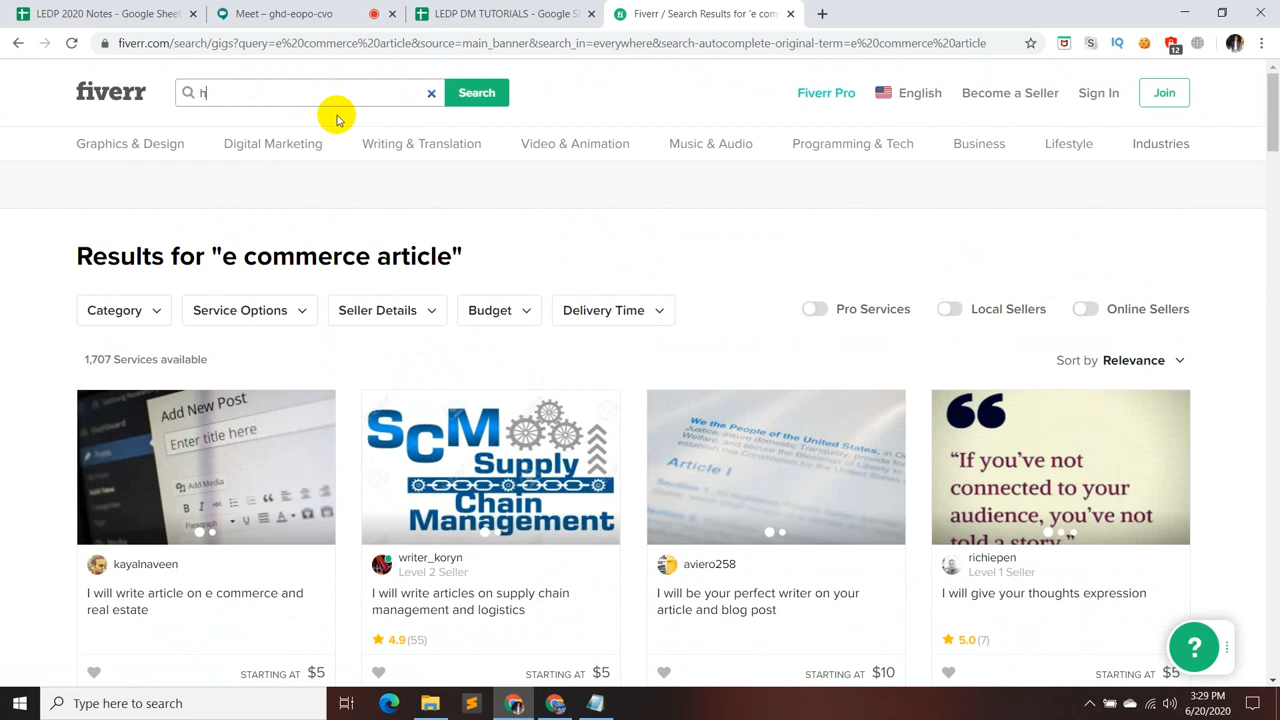 LEDP 2020 Notes - Google Sheet
Meet – ghd-eopo-cvo
LEDP DM TUTORIALS - Google S
Fiverr / Search Results for 'e com
fiverr.com/search/gigs?query=e%20commerce%20article&source=main_banner&search_in=everywhere&search-autocomplete-original-term=e%20commerce%20article
12
fiverr
h
Search
Fiverr Pro
English
Become a Seller
Sign In
Join
Graphics & Design
Digital Marketing
Writing & Translation
Video & Animation
Music & Audio
Programming & Tech
Business
Lifestyle
Industries
Results for "e commerce article"
Category
Service Options
Seller Details
Budget
Delivery Time
Pro Services
Local Sellers
Online Sellers
1,707 Services available
Sort by Relevance
Add New Post
Enter title here
Dashboard
Posts
Add Media
Paragraph
SCM
Supply
Chain
Management
We the People of the United States,
Article I
"If you've not
connected to your
audience, you've not
told a story."
kayalnaveen
I will write article on e commerce and
real estate
STARTING AT $5
writer_koryn
Level 2 Seller
I will write articles on supply chain
management and logistics
4.9 (55)
STARTING AT $5
aviero258
I will be your perfect writer on your
article and blog post
STARTING AT $10
richiepen
Level 1 Seller
I will give your thoughts expression
5.0 (7)
STARTING AT $5
?
Type here to search
3:29 PM
6/20/2020